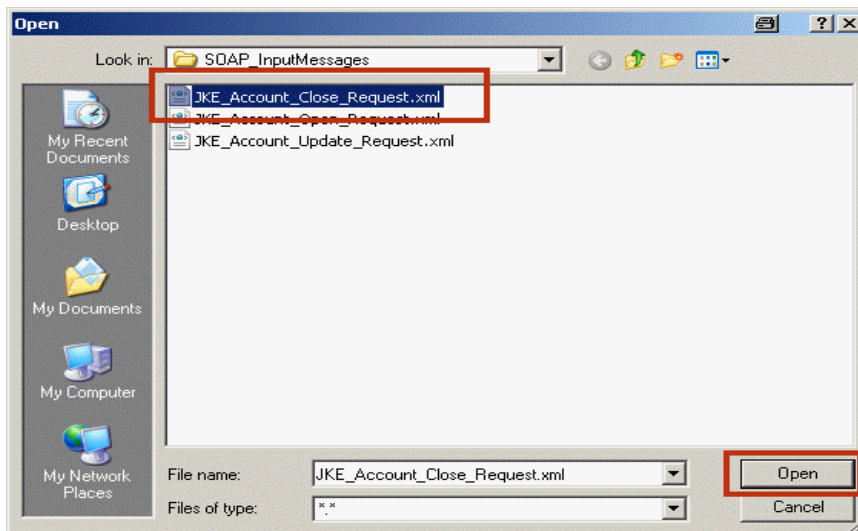 Open
Look in: SOAP_InputMessages
JKE_Account_Close_Request.xml
JKE_Account_Open_Request.xml
JKE_Account_Update_Request.xml
My Recent
Documents
Desktop
My Documents
My Computer
My Network
Places
File name: JKE_Account_Close_Request.xml Open
Files of type: *.* Cancel